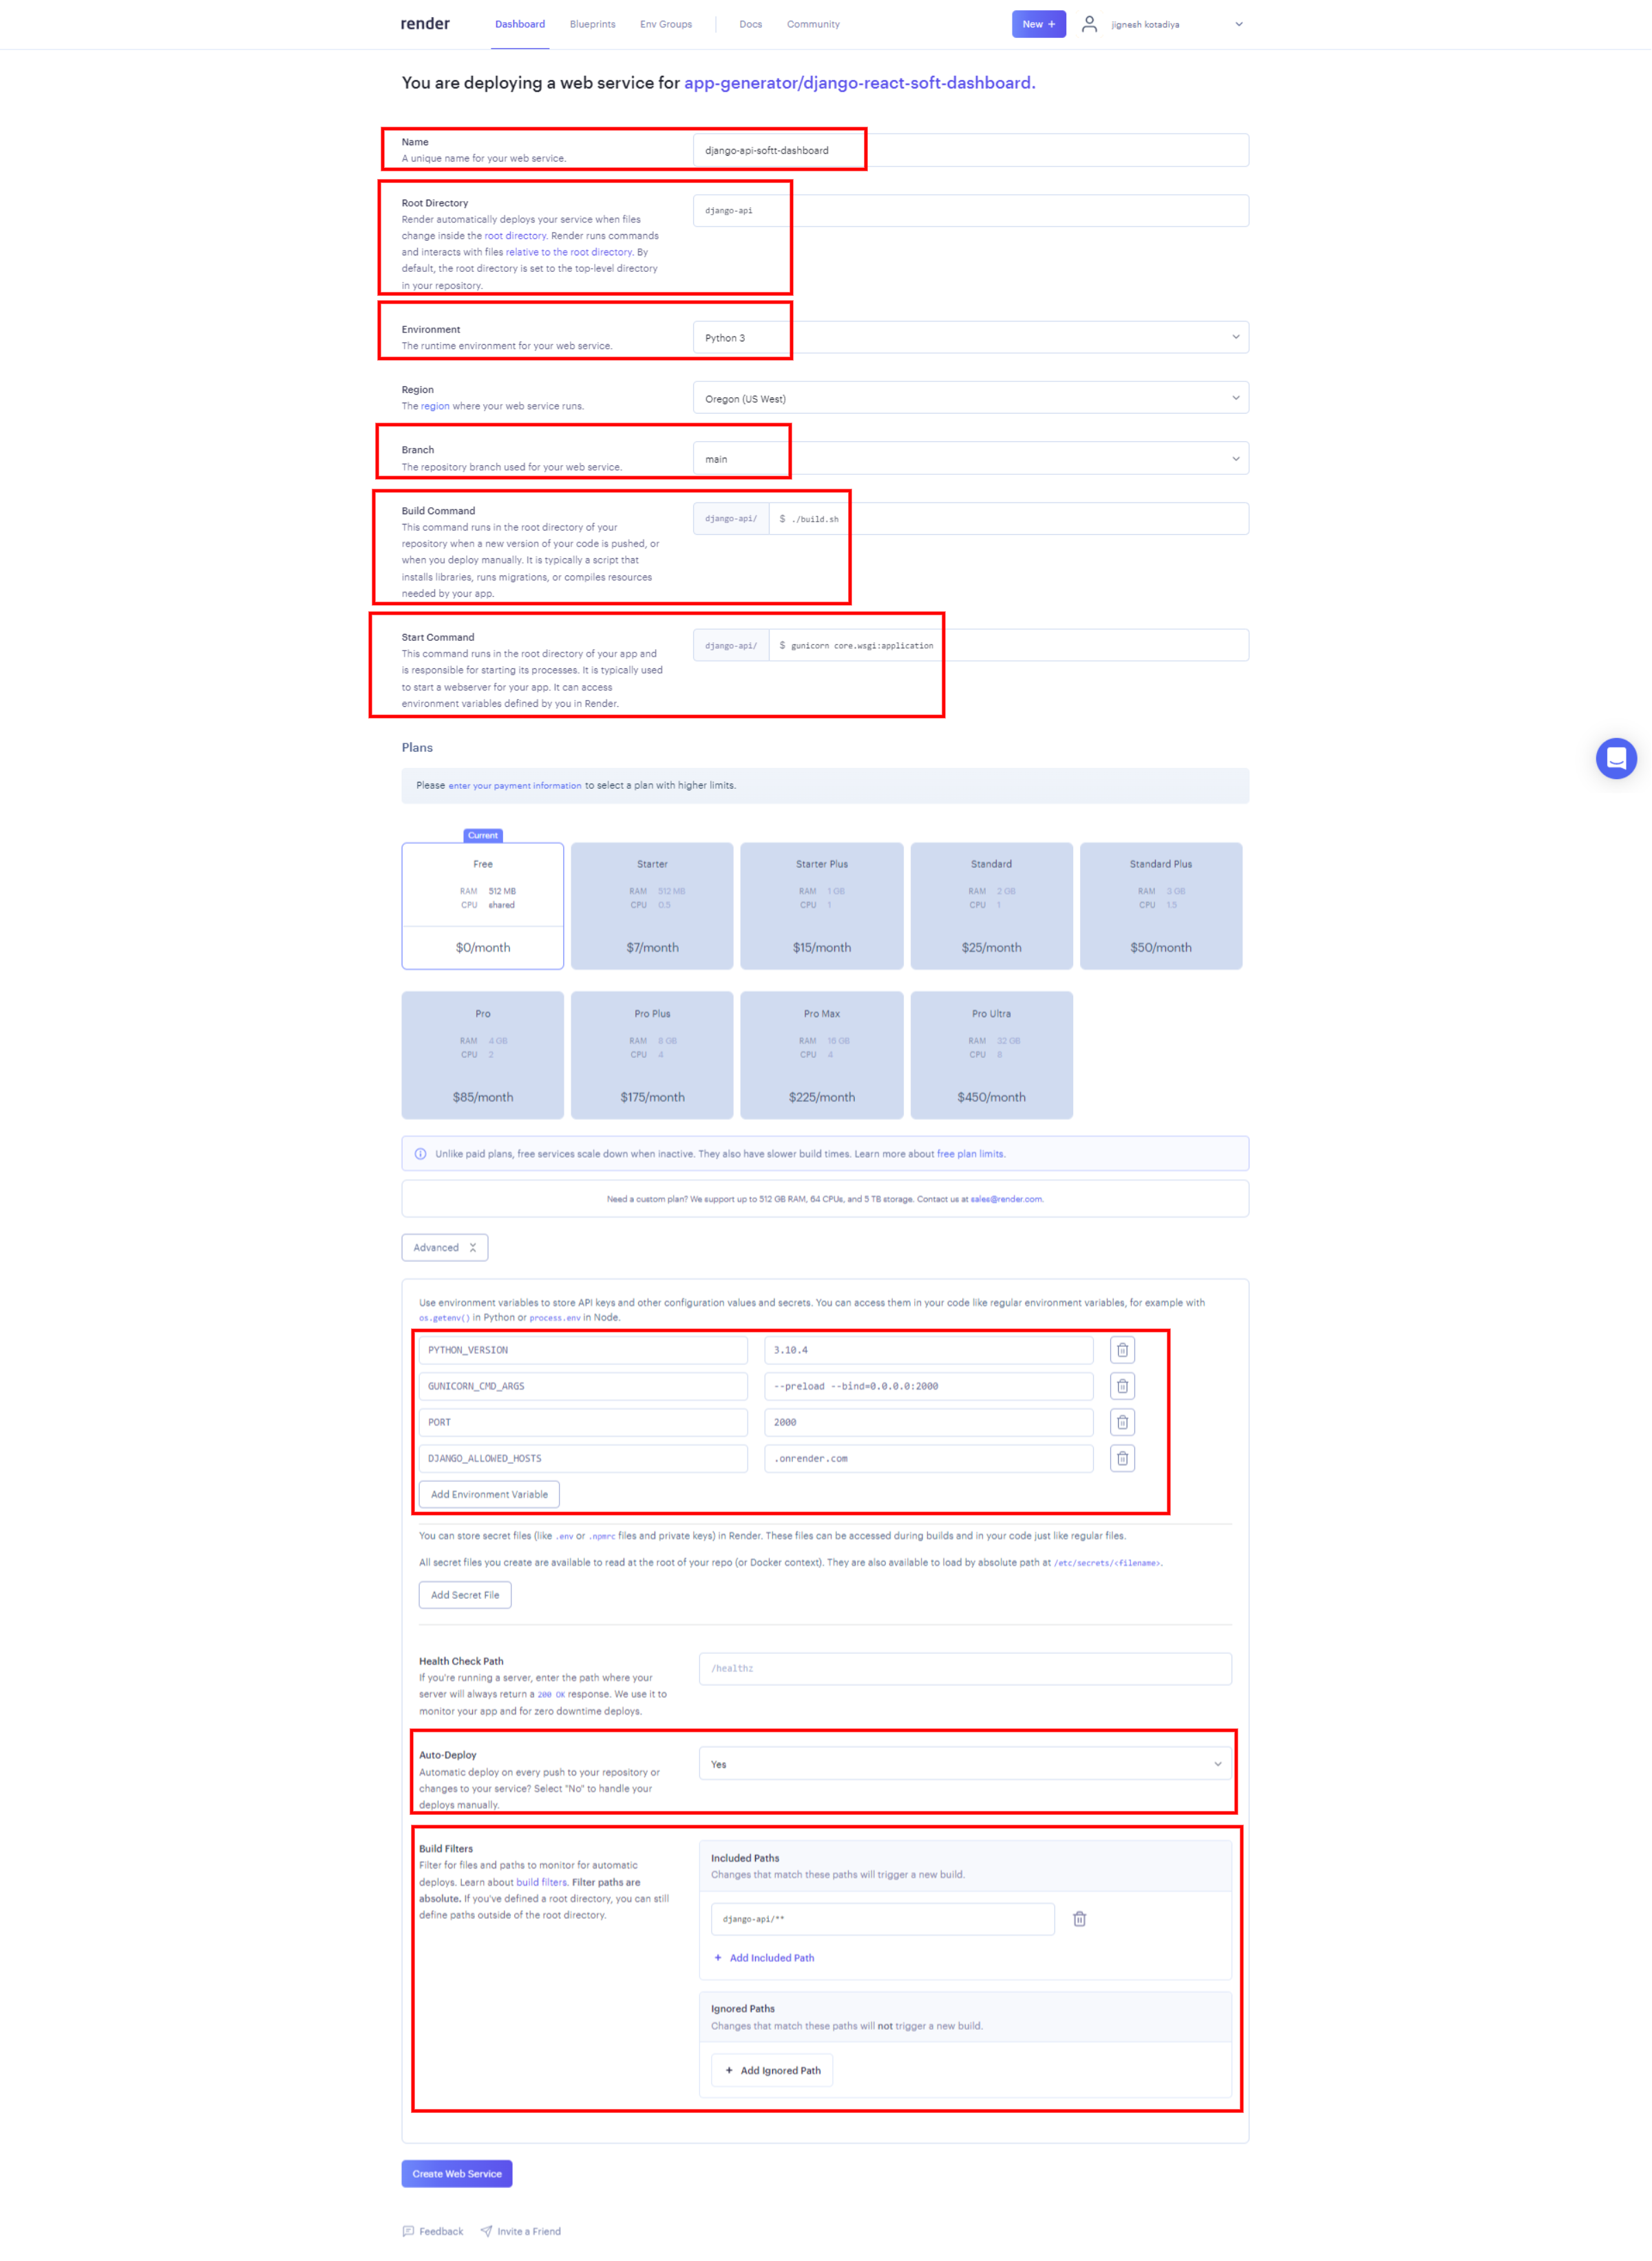 render Dashboard Blueprints Env Groups Docs Community New + jignesh kotadiya
You are deploying a web service for app-generator/django-react-soft-dashboard.
Name
A unique name for your web service.
django-api-softt-dashboard
Root Directory
Render automatically deploys your service when files
change inside the root directory. Render runs commands
and interacts with files relative to the root directory. By
default, the root directory is set to the top-level directory
in your repository.
django-api
Environment
The runtime environment for your web service.
Python 3
Region
The region where your web service runs.
Oregon (US West)
Branch
The repository branch used for your web service.
main
Build Command
This command runs in the root directory of your
repository when a new version of your code is pushed, or
when you deploy manually. It is typically a script that
installs libraries, runs migrations, or compiles resources
needed by your app.
django-api/ $ ./build.sh
Start Command
This command runs in the root directory of your app and
is responsible for starting its processes. It is typically used
to start a webserver for your app. It can access
environment variables defined by you in Render.
django-api/ $ gunicorn core.wsgi:application
Plans
Please enter your payment information to select a plan with higher limits.
Current
Free
RAM 512 MB
CPU shared
$0/month
Starter
RAM 512 MB
CPU 0.5
$7/month
Starter Plus
RAM 1 GB
CPU 1
$15/month
Standard
RAM 2 GB
CPU 1
$25/month
Standard Plus
RAM 3 GB
CPU 1.5
$50/month
Pro
RAM 4 GB
CPU 2
$85/month
Pro Plus
RAM 8 GB
CPU 4
$175/month
Pro Max
RAM 16 GB
CPU 4
$225/month
Pro Ultra
RAM 32 GB
CPU 8
$450/month
Unlike paid plans, free services scale down when inactive. They also have slower build times. Learn more about free plan limits.
Need a custom plan? We support up to 512 GB RAM, 64 CPUs, and 5 TB storage. Contact us at sales@render.com.
Advanced
Use environment variables to store API keys and other configuration values and secrets. You can access them in your code like regular environment variables, for example with
os.getenv() in Python or process.env in Node.
PYTHON_VERSION 3.10.4
GUNICORN_CMD_ARGS --preload --bind=0.0.0.0:2000
PORT 2000
DJANGO_ALLOWED_HOSTS .onrender.com
Add Environment Variable
You can store secret files (like .env or .npmrc files and private keys) in Render. These files can be accessed during builds and in your code just like regular files.
All secret files you create are available to read at the root of your repo (or Docker context). They are also available to load by absolute path at /etc/secrets/<filename>.
Add Secret File
Health Check Path
If you're running a server, enter the path where your
server will always return a 200 OK response. We use it to
monitor your app and for zero downtime deploys.
/healthz
Auto-Deploy
Automatic deploy on every push to your repository or
changes to your service? Select "No" to handle your
deploys manually.
Yes
Build Filters
Filter for files and paths to monitor for automatic
deploys. Learn about build filters. Filter paths are
absolute. If you've defined a root directory, you can still
define paths outside of the root directory.
Included Paths
Changes that match these paths will trigger a new build.
django-api/**
+ Add Included Path
Ignored Paths
Changes that match these paths will not trigger a new build.
+ Add Ignored Path
Create Web Service
Feedback Invite a Friend